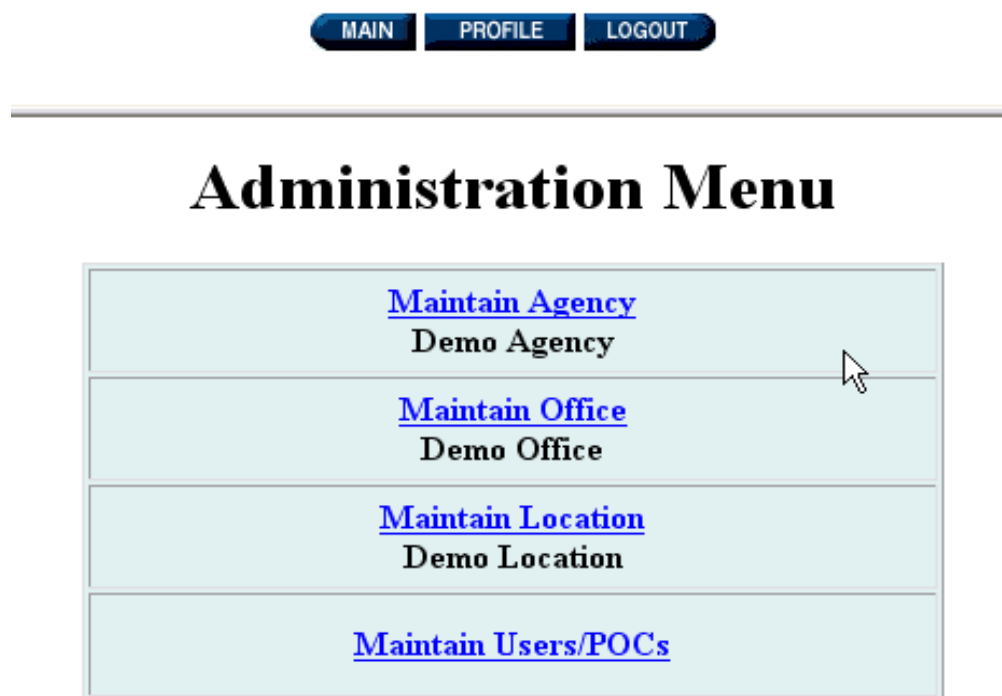 MAIN PROFILE LOGOUT
Administration Menu
Maintain Agency
Demo Agency
Maintain Office
Demo Office
Maintain Location
Demo Location
Maintain Users/POCs